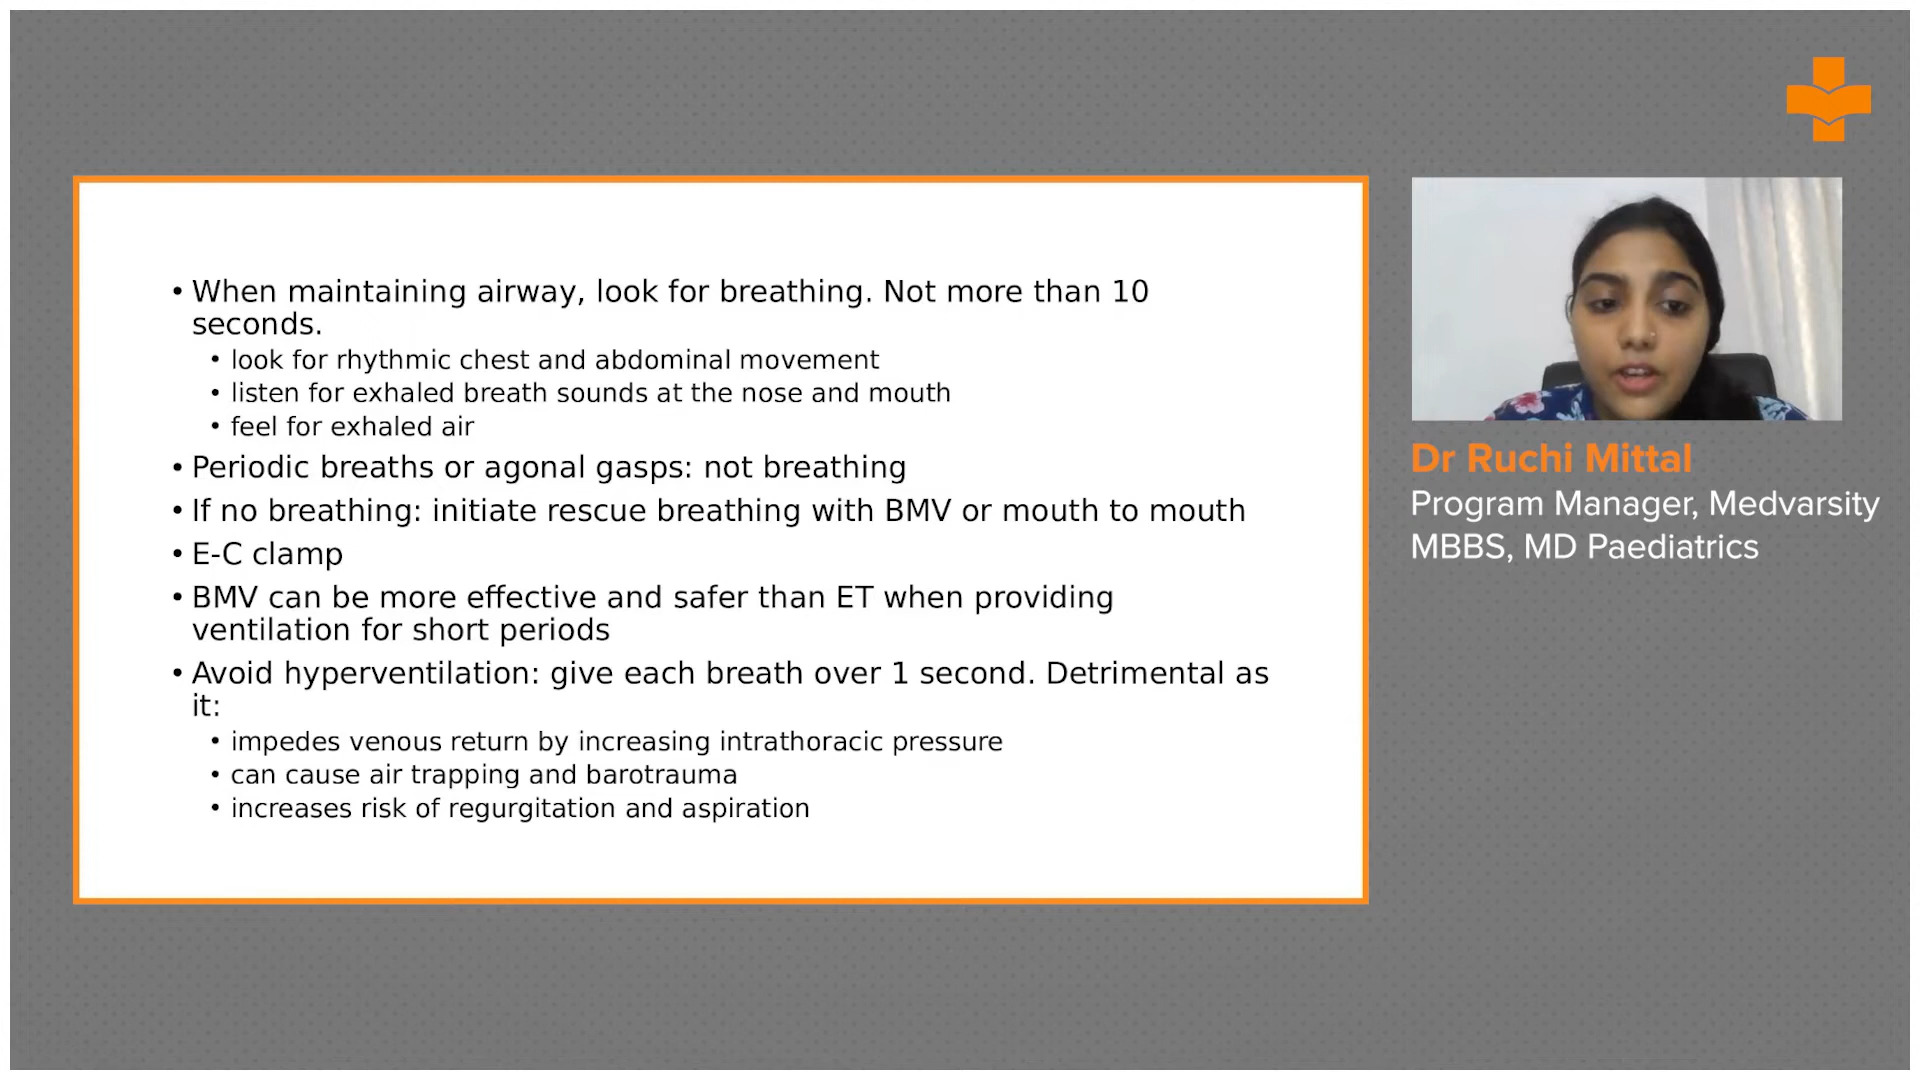 • When maintaining airway, look for breathing. Not more than 10
seconds.
• look for rhythmic chest and abdominal movement
• listen for exhaled breath sounds at the nose and mouth
• feel for exhaled air
• Periodic breaths or agonal gasps: not breathing
• If no breathing: initiate rescue breathing with BMV or mouth to mouth
• E-C clamp
• BMV can be more effective and safer than ET when providing
ventilation for short periods
• Avoid hyperventilation: give each breath over 1 second. Detrimental as
it:
• impedes venous return by increasing intrathoracic pressure
• can cause air trapping and barotrauma
• increases risk of regurgitation and aspiration
Dr Ruchi Mittal
Program Manager, Medvarsity
MBBS, MD Paediatrics